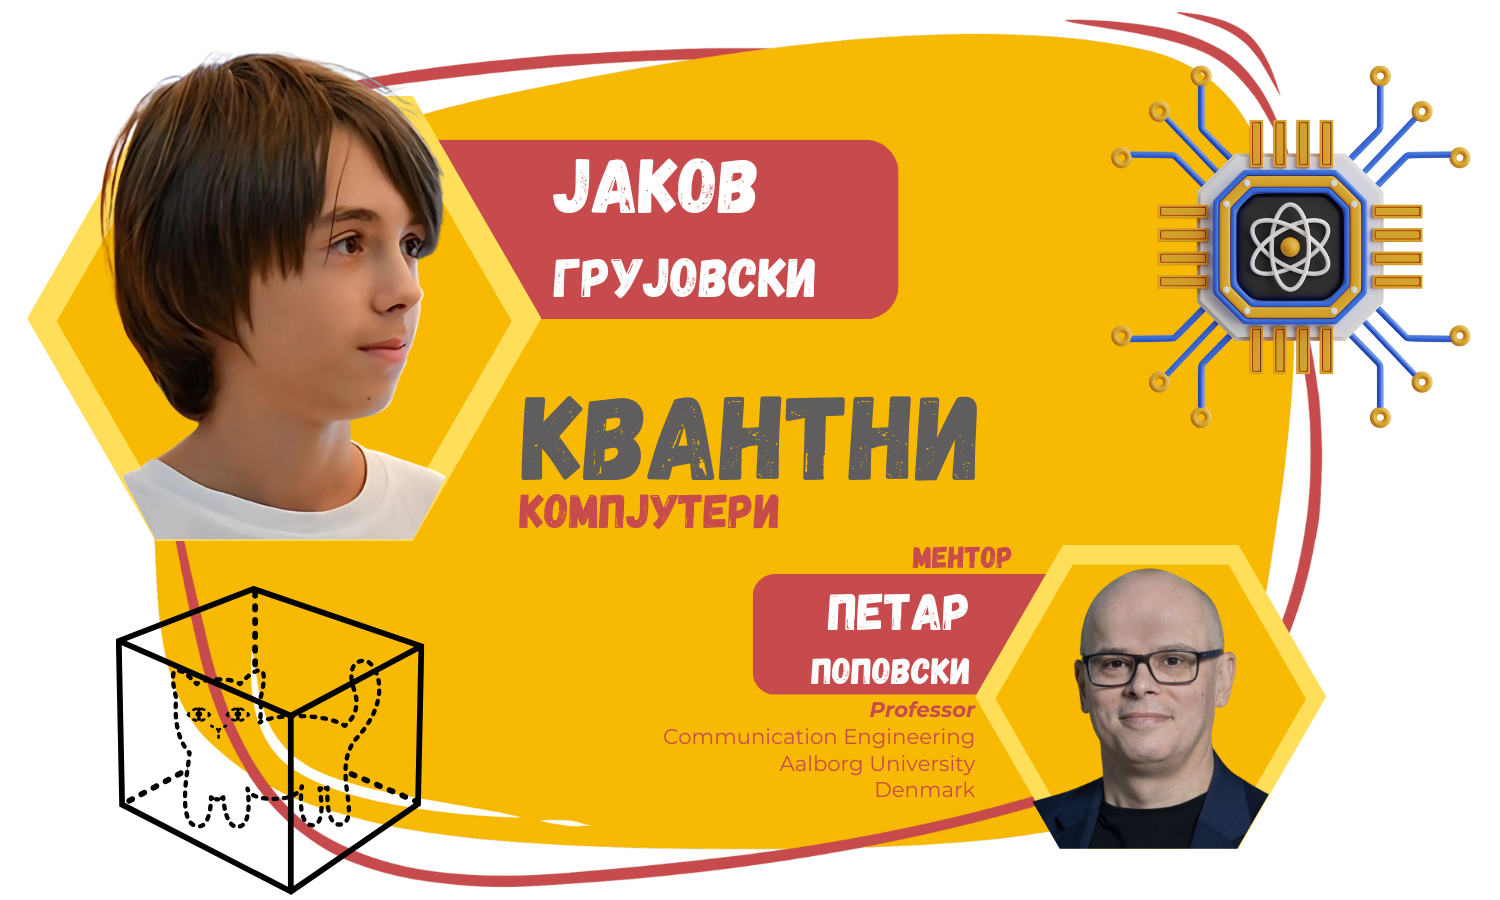 ЈАКОВ
ГРУЈОВСКИ
КВАНТНИ
КОМПЈУТЕРИ
МЕНТОР
ПЕТАР
ПОПОВСКИ
Professor
Communication Engineering
Aalborg University
Denmark